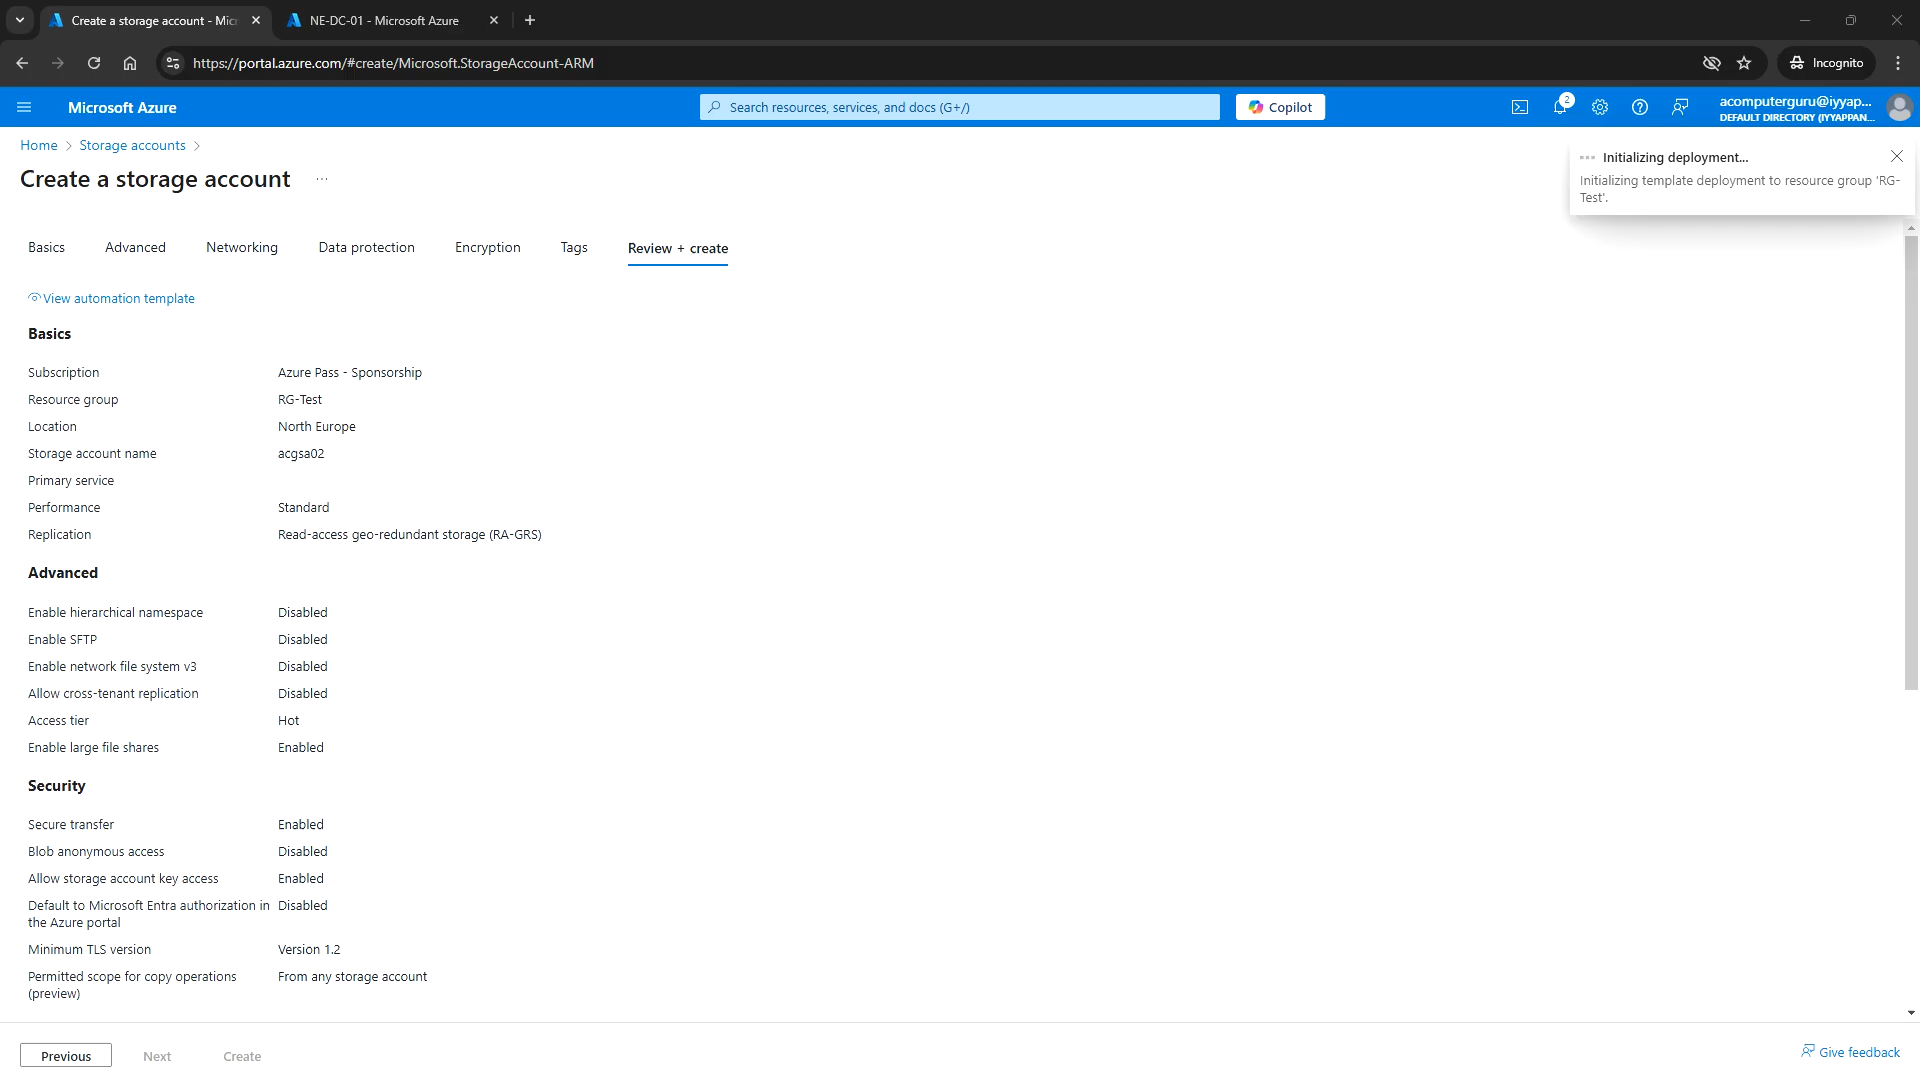 Create a storage account - Micr
NE-DC-01 - Microsoft Azure
https://portal.azure.com/#create/Microsoft.StorageAccount-ARM
Incognito
Microsoft Azure
Search resources, services, and docs (G+/)
Copilot
2
acomputerguru@iyyap...
DEFAULT DIRECTORY (IYYAPPAN...
Home > Storage accounts >
Create a storage account ...
Initializing deployment...
Initializing template deployment to resource group 'RG-
Test'.
Basics
Advanced
Networking
Data protection
Encryption
Tags
Review + create
View automation template
Basics
Subscription Azure Pass - Sponsorship
Resource group RG-Test
Location North Europe
Storage account name acgsa02
Primary service
Performance Standard
Replication Read-access geo-redundant storage (RA-GRS)
Advanced
Enable hierarchical namespace Disabled
Enable SFTP Disabled
Enable network file system v3 Disabled
Allow cross-tenant replication Disabled
Access tier Hot
Enable large file shares Enabled
Security
Secure transfer Enabled
Blob anonymous access Disabled
Allow storage account key access Enabled
Default to Microsoft Entra authorization in Disabled
the Azure portal
Minimum TLS version Version 1.2
Permitted scope for copy operations From any storage account
(preview)
Previous
Next
Create
Give feedback